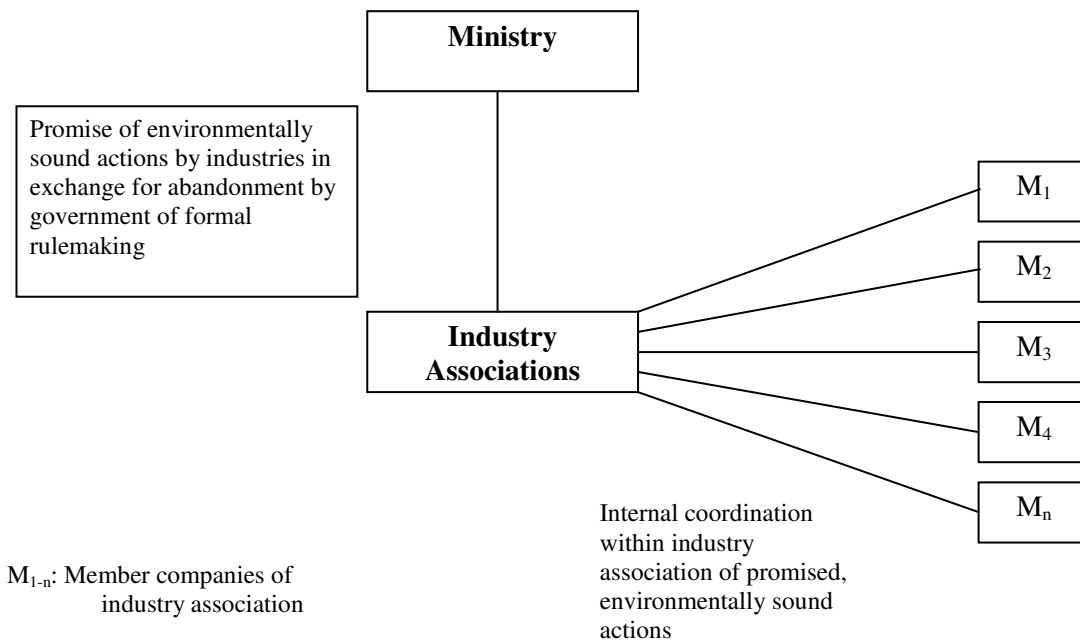 Ministry
Promise of environmentally
sound actions by industries in
exchange for abandonment by
government of formal
rulemaking
Industry
Associations
M₁
M₂
M₃
M₄
Mₙ
Internal coordination
within industry
association of promised,
environmentally sound
actions
M₁₋ₙ: Member companies of
industry association